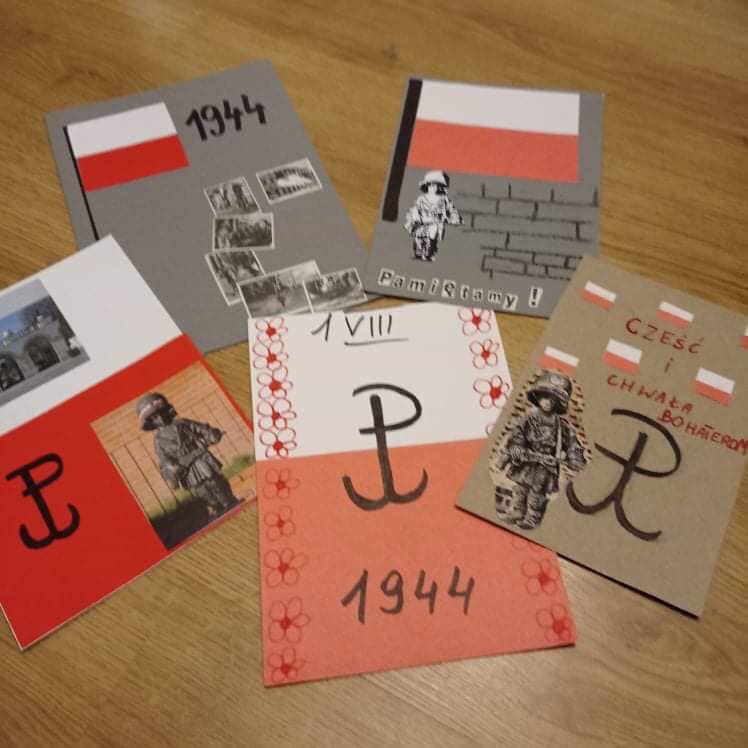 1944
Pamiętamy !
1 VIII
1944
CZEŚĆ
i
CHWAŁA
BOHATEROM